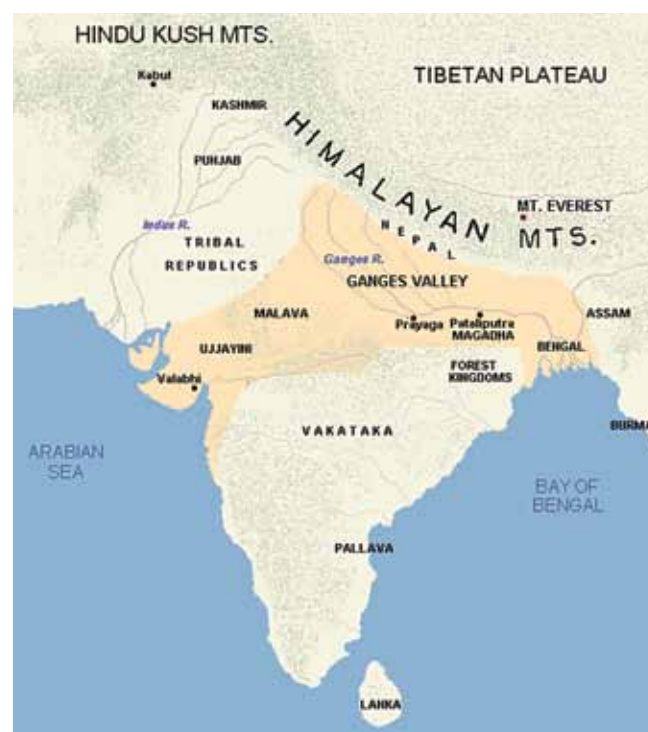 HINDU KUSH MTS.
Kabul
TIBETAN PLATEAU
KASHMIR
HIMALAYAN
MTS.
PUNJAB
MT. EVEREST
Indus R.
NEPAL
TRIBAL
REPUBLICS
Ganges R.
GANGES VALLEY
MALAVA
ASSAM
Prayaga
Pataliputra
MAGADHA
UJJAYINI
BENGAL
Valabhi
FOREST
KINGDOMS
VAKATAKA
BURMA
ARABIAN
SEA
BAY OF
BENGAL
PALLAVA
LANKA